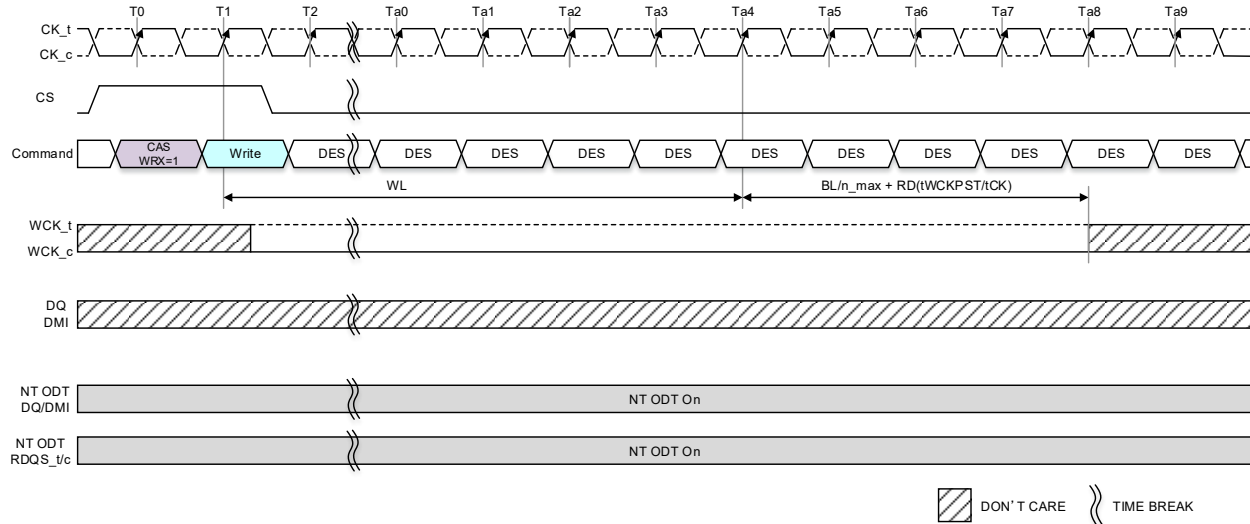 T0 T1 T2 Ta0 Ta1 Ta2 Ta3 Ta4 Ta5 Ta6 Ta7 Ta8 Ta9
CK_t
CK_c
CS
Command CAS WRX=1 Write DES DES DES DES DES DES DES DES DES DES DES
WL BL/n_max + RD(tWCKPST/tCK)
WCK_t
WCK_c
DQ
DMI
NT ODT
DQ/DMI
NT ODT On
NT ODT
RDQS_t/c
NT ODT On
DON'T CARE TIME BREAK